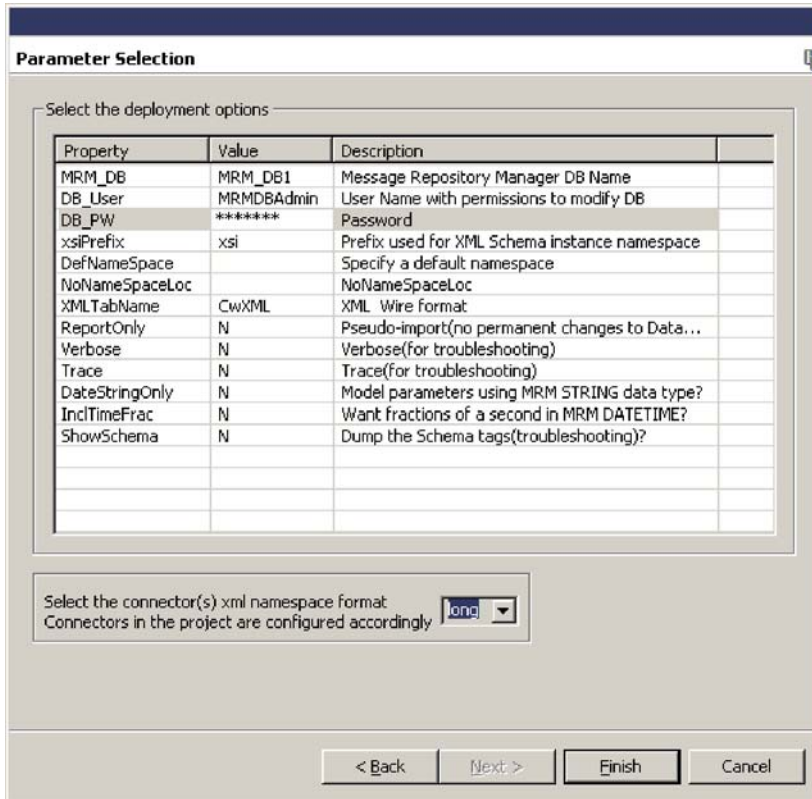 Parameter Selection
Select the deployment options
Property Value Description
MRM_DB MRM_DB1 Message Repository Manager DB Name
DB_User MRMDBAdmin User Name with permissions to modify DB
DB_PW ******* Password
xsiPrefix xsi Prefix used for XML Schema instance namespace
DefNameSpace Specify a default namespace
NoNameSpaceLoc NoNameSpaceLoc
XMLTabName CwXML XML Wire format
ReportOnly N Pseudo-import(no permanent changes to Data...
Verbose N Verbose(for troubleshooting)
Trace N Trace(for troubleshooting)
DateStringOnly N Model parameters using MRM STRING data type?
InclTimeFrac N Want fractions of a second in MRM DATETIME?
ShowSchema N Dump the Schema tags(troubleshooting)?
Select the connector(s) xml namespace format
Connectors in the project are configured accordingly long
< Back Next > Finish Cancel